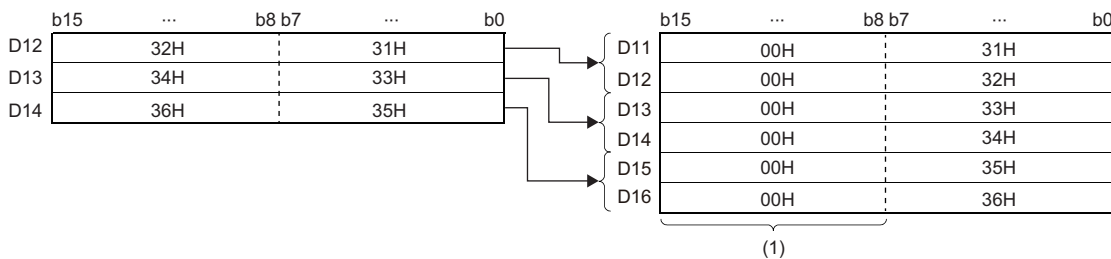 b15 ... b8 b7 ... b0
D12 32H 31H
D13 34H 33H
D14 36H 35H
b15 ... b8 b7 ... b0
D11 00H 31H
D12 00H 32H
D13 00H 33H
D14 00H 34H
D15 00H 35H
D16 00H 36H
(1)